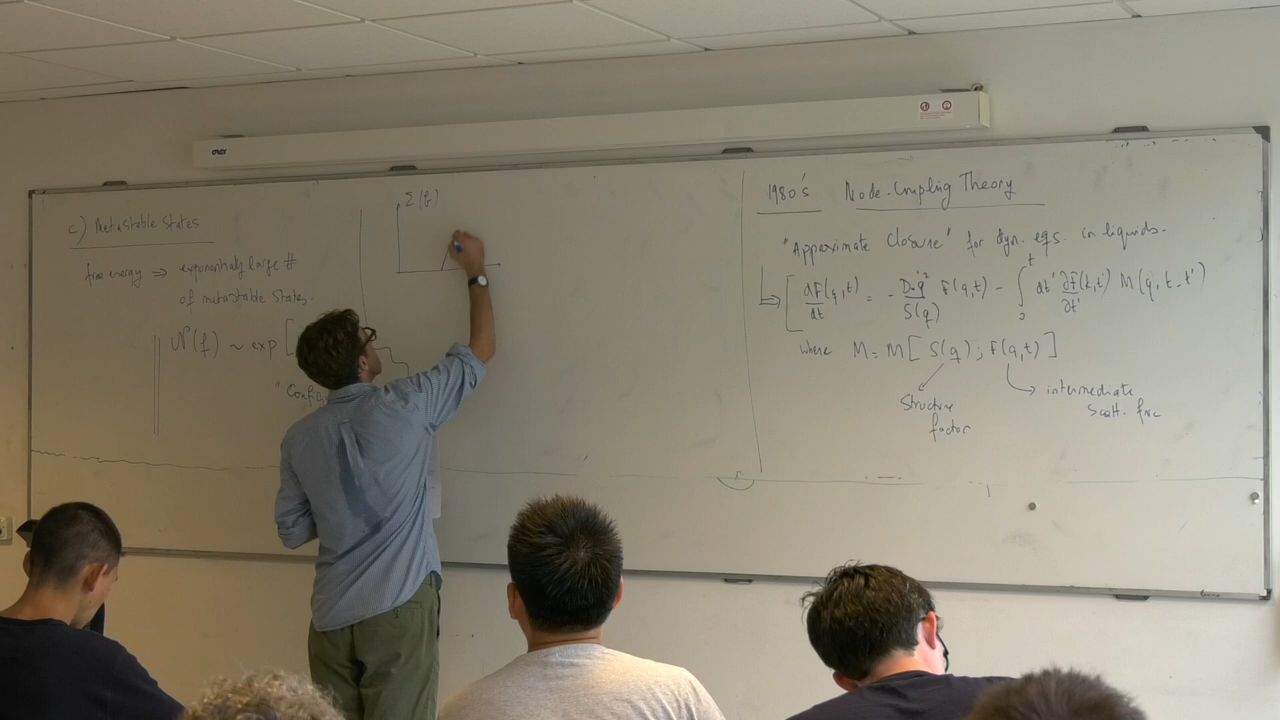 c) Metastable States
free energy ⇒ exponentially large #
of metastable states.
N(f) ~ exp [
"Config
Σ(f)
1980's Mode-Coupling Theory
"Approximate Closure" for dyn. eqs. in liquids.
dF(q,t)/dt = - D₀q²/S(q) F(q,t) - ∫₀ᵗ dt' ∂F(k,t')/∂t' M(q,t-t')
where M = M[S(q); F(q,t)]
Structure factor
intermediate scatt. fnc